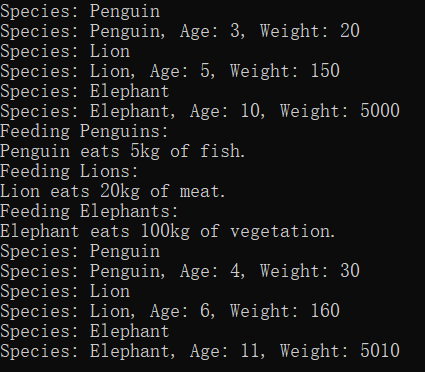 Species: Penguin
Species: Penguin, Age: 3, Weight: 20
Species: Lion
Species: Lion, Age: 5, Weight: 150
Species: Elephant
Species: Elephant, Age: 10, Weight: 5000
Feeding Penguins:
Penguin eats 5kg of fish.
Feeding Lions:
Lion eats 20kg of meat.
Feeding Elephants:
Elephant eats 100kg of vegetation.
Species: Penguin
Species: Penguin, Age: 4, Weight: 30
Species: Lion
Species: Lion, Age: 6, Weight: 160
Species: Elephant
Species: Elephant, Age: 11, Weight: 5010